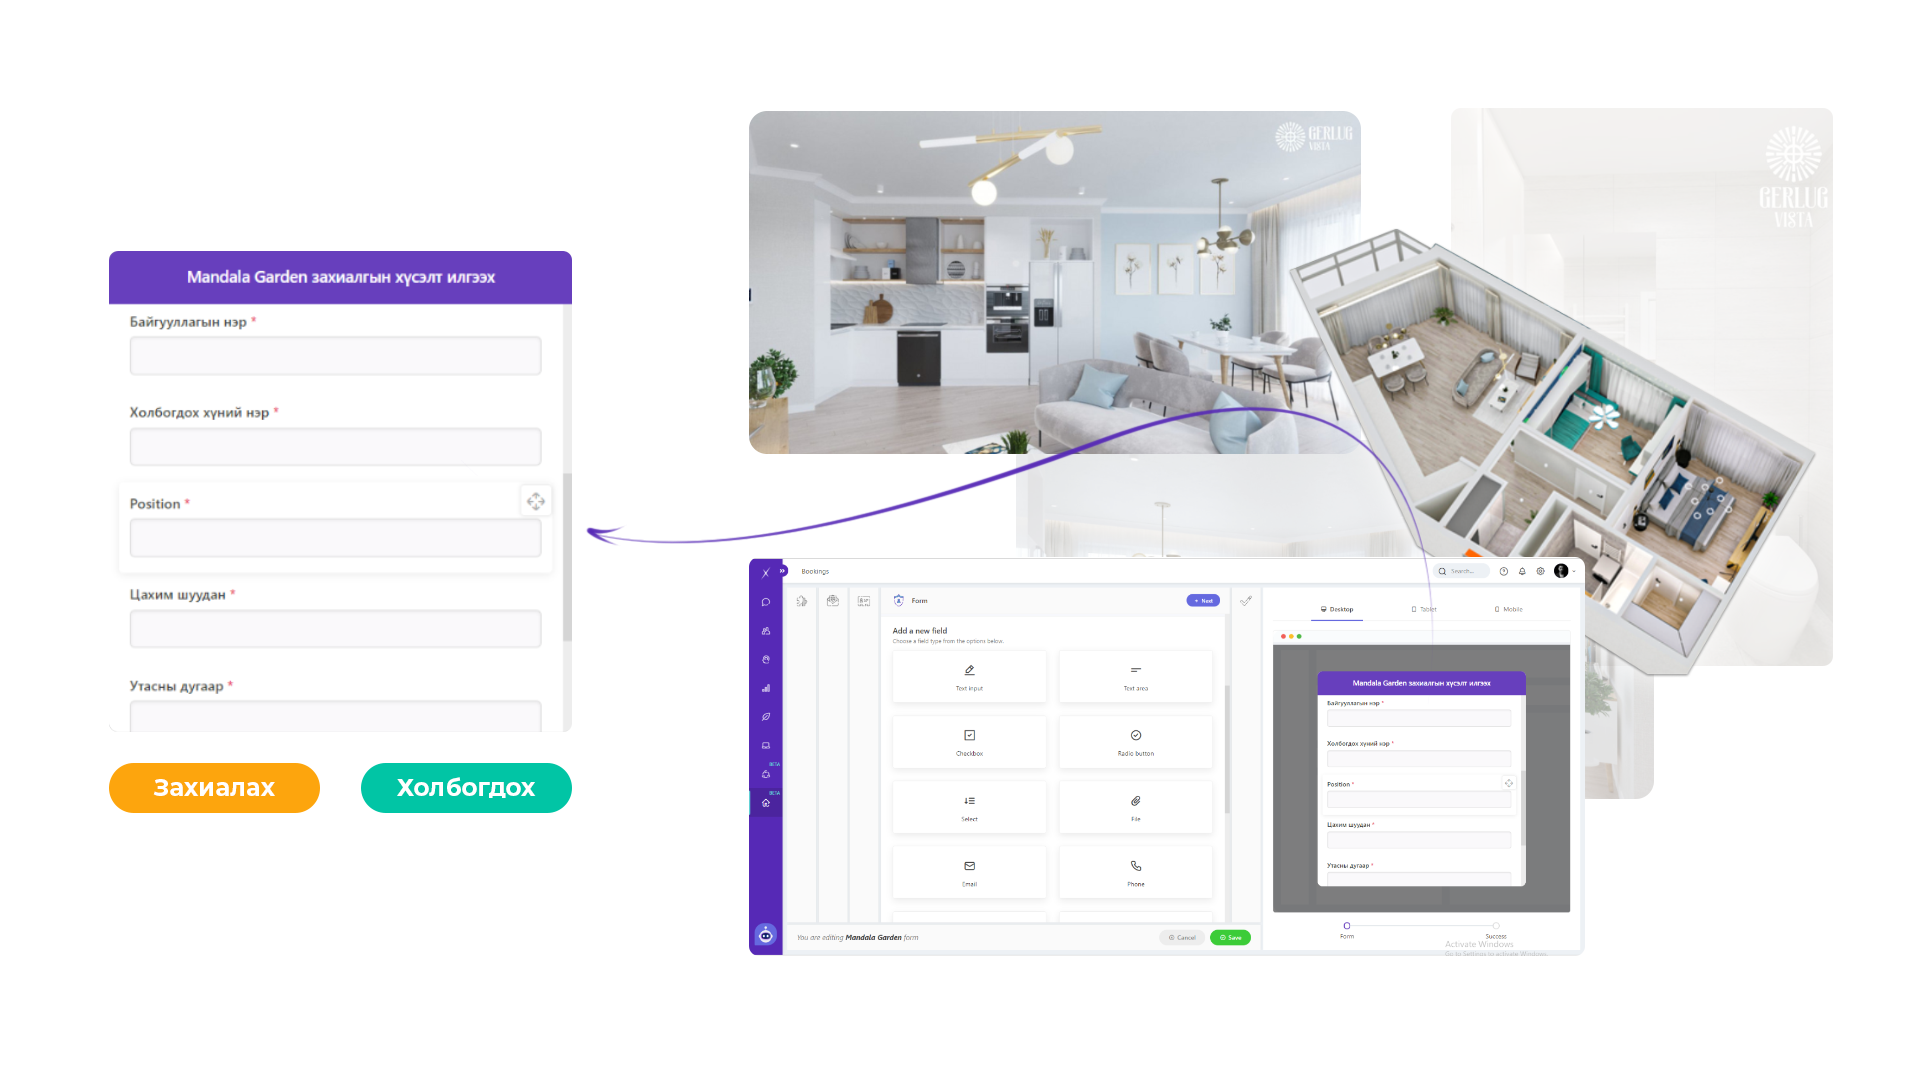 Mandala Garden захиалгын хүсэлт илгээх
Байгууллагын нэр *
Холбогдох хүний нэр *
Position *
Цахим шуудан *
Утасны дугаар *
Захиалах
Холбогдох
GERLUG
VISTA
GERLUG
VISTA
Bookings
Search...
BETA
BETA
Form
+ Next
Add a new field
Choose a field type from the options below.
Text input
Text area
Checkbox
Radio button
Select
File
Email
Phone
You are editing Mandala Garden form
Cancel
Save
Desktop
Tablet
Mobile
Mandala Garden захиалгын хүсэлт илгээх
Байгууллагын нэр *
Холбогдох хүний нэр *
Position *
Цахим шуудан *
Утасны дугаар *
Form
Success
Activate Windows
Go to Settings to activate Windows.